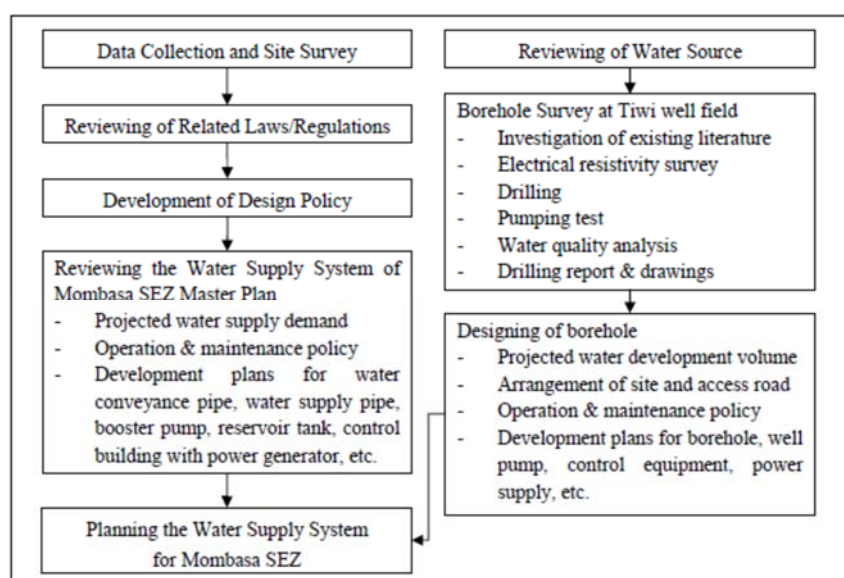 Data Collection and Site Survey
Reviewing of Related Laws/Regulations
Development of Design Policy
Reviewing the Water Supply System of
Mombasa SEZ Master Plan
- Projected water supply demand
- Operation & maintenance policy
- Development plans for water
conveyance pipe, water supply pipe,
booster pump, reservoir tank, control
building with power generator, etc.
Planning the Water Supply System
for Mombasa SEZ
Reviewing of Water Source
Borehole Survey at Tiwi well field
- Investigation of existing literature
- Electrical resistivity survey
- Drilling
- Pumping test
- Water quality analysis
- Drilling report & drawings
Designing of borehole
- Projected water development volume
- Arrangement of site and access road
- Operation & maintenance policy
- Development plans for borehole, well
pump, control equipment, power
supply, etc.